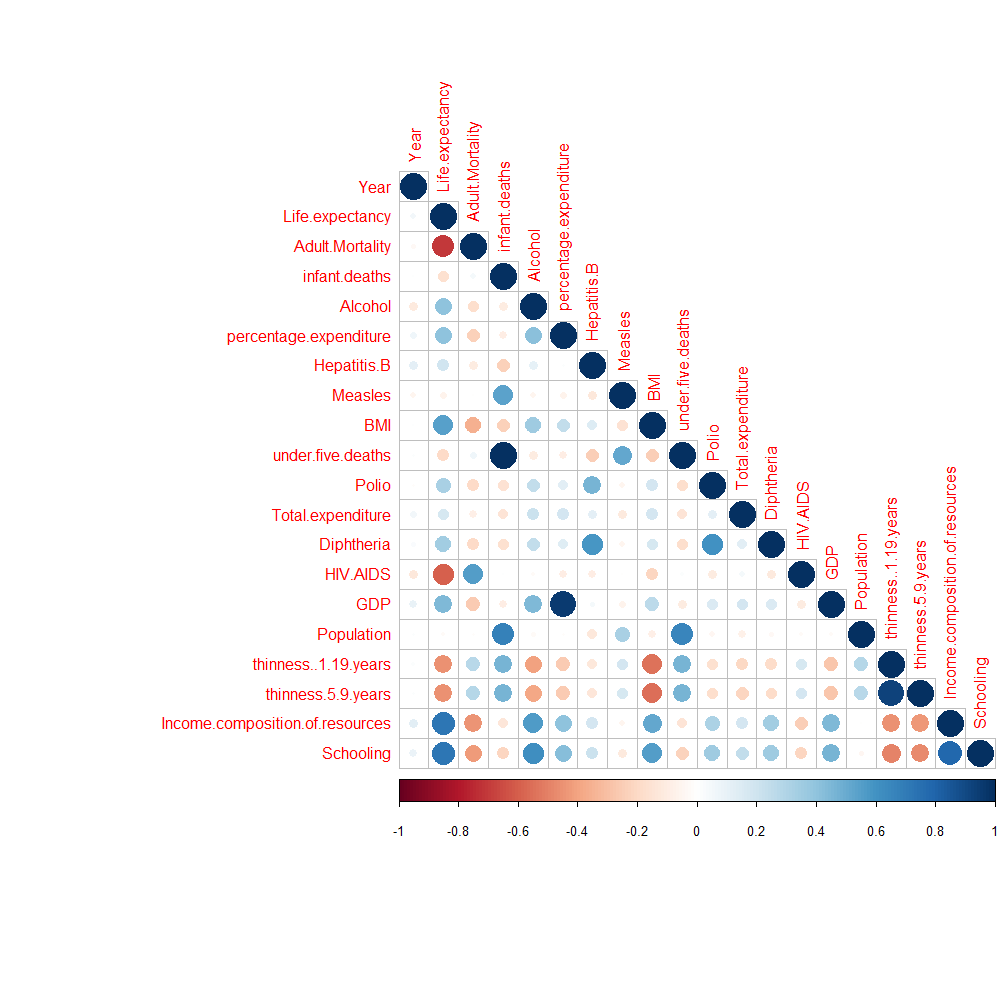 Year
Life.expectancy
Adult.Mortality
infant.deaths
Alcohol
percentage.expenditure
Hepatitis.B
Measles
BMI
under.five.deaths
Polio
Total.expenditure
Diphtheria
HIV.AIDS
GDP
Population
thinness..1.19.years
thinness.5.9.years
Income.composition.of.resources
Schooling
Year
Life.expectancy
Adult.Mortality
infant.deaths
Alcohol
percentage.expenditure
Hepatitis.B
Measles
BMI
under.five.deaths
Polio
Total.expenditure
Diphtheria
HIV.AIDS
GDP
Population
thinness..1.19.years
thinness.5.9.years
Income.composition.of.resources
Schooling
-1 -0.8 -0.6 -0.4 -0.2 0 0.2 0.4 0.6 0.8 1